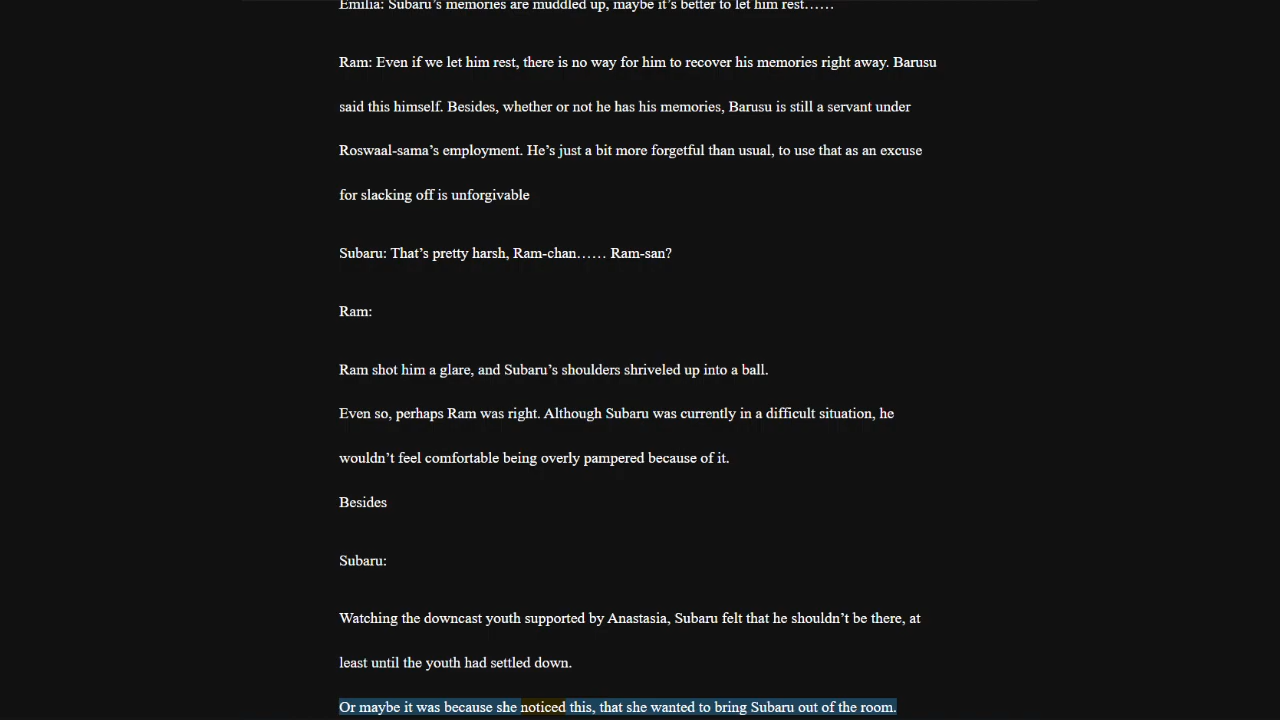 Emilia: Subaru’s memories are muddled up, maybe it’s better to let him rest……
Ram: Even if we let him rest, there is no way for him to recover his memories right away. Barusu
said this himself. Besides, whether or not he has his memories, Barusu is still a servant under
Roswaal-sama’s employment. He’s just a bit more forgetful than usual, to use that as an excuse
for slacking off is unforgivable
Subaru: That’s pretty harsh, Ram-chan…… Ram-san?
Ram:
Ram shot him a glare, and Subaru’s shoulders shriveled up into a ball.
Even so, perhaps Ram was right. Although Subaru was currently in a difficult situation, he
wouldn’t feel comfortable being overly pampered because of it.
Besides
Subaru:
Watching the downcast youth supported by Anastasia, Subaru felt that he shouldn’t be there, at
least until the youth had settled down.
Or maybe it was because she noticed this, that she wanted to bring Subaru out of the room.